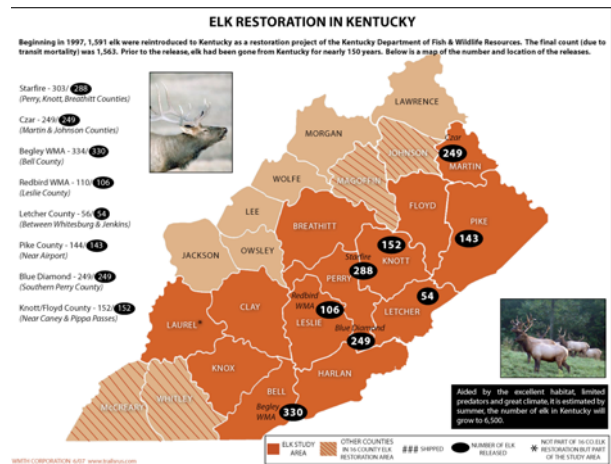 ELK RESTORATION IN KENTUCKY
Beginning in 1997, 1,591 elk were reintroduced to Kentucky as a restoration project of the Kentucky Department of Fish & Wildlife Resources. The final count (due to
transit mortality) was 1,563. Prior to the release, elk had been gone from Kentucky for nearly 150 years. Below is a map of the number and location of the releases.
Starfire - 303/ 288
(Perry, Knott, Breathitt Counties)
Czar - 249/ 249
(Martin & Johnson Counties)
Begley WMA - 334/ 330
(Bell County)
Redbird WMA - 110/ 106
(Leslie County)
Letcher County - 56/ 54
(Between Whitesburg & Jenkins)
Pike County - 144/ 143
(Near Airport)
Blue Diamond - 249/ 249
(Southern Perry County)
Knott/Floyd County - 152/ 152
(Near Caney & Pippa Passes)
LAWRENCE
MORGAN
Czar
JOHNSON
249
MARTIN
MAGOFFIN
WOLFE
FLOYD
PIKE
LEE
BREATHITT
143
152
OWSLEY
JACKSON
Starfire
KNOTT
PERRY
288
54
Redbird
WMA
106
LETCHER
CLAY
LESLIE
LAUREL*
Blue Diamond
249
KNOX
HARLAN
WHITLEY
BELL
McCREARY
Begley
WMA
330
Aided by the excellent habitat, limited
predators and great climate, it is estimated by
summer, the number of elk in Kentucky will
grow to 6,500.
ELK STUDY
AREA
OTHER COUNTIES
IN 16 COUNTY ELK
RESTORATION AREA
### SHIPPED
NUMBER OF ELK
RELEASED
* NOT PART OF 16 CO.ELK
RESTORATION BUT PART
OF THE STUDY AREA
WMTH CORPORATION 6/07 www.trailsrus.com